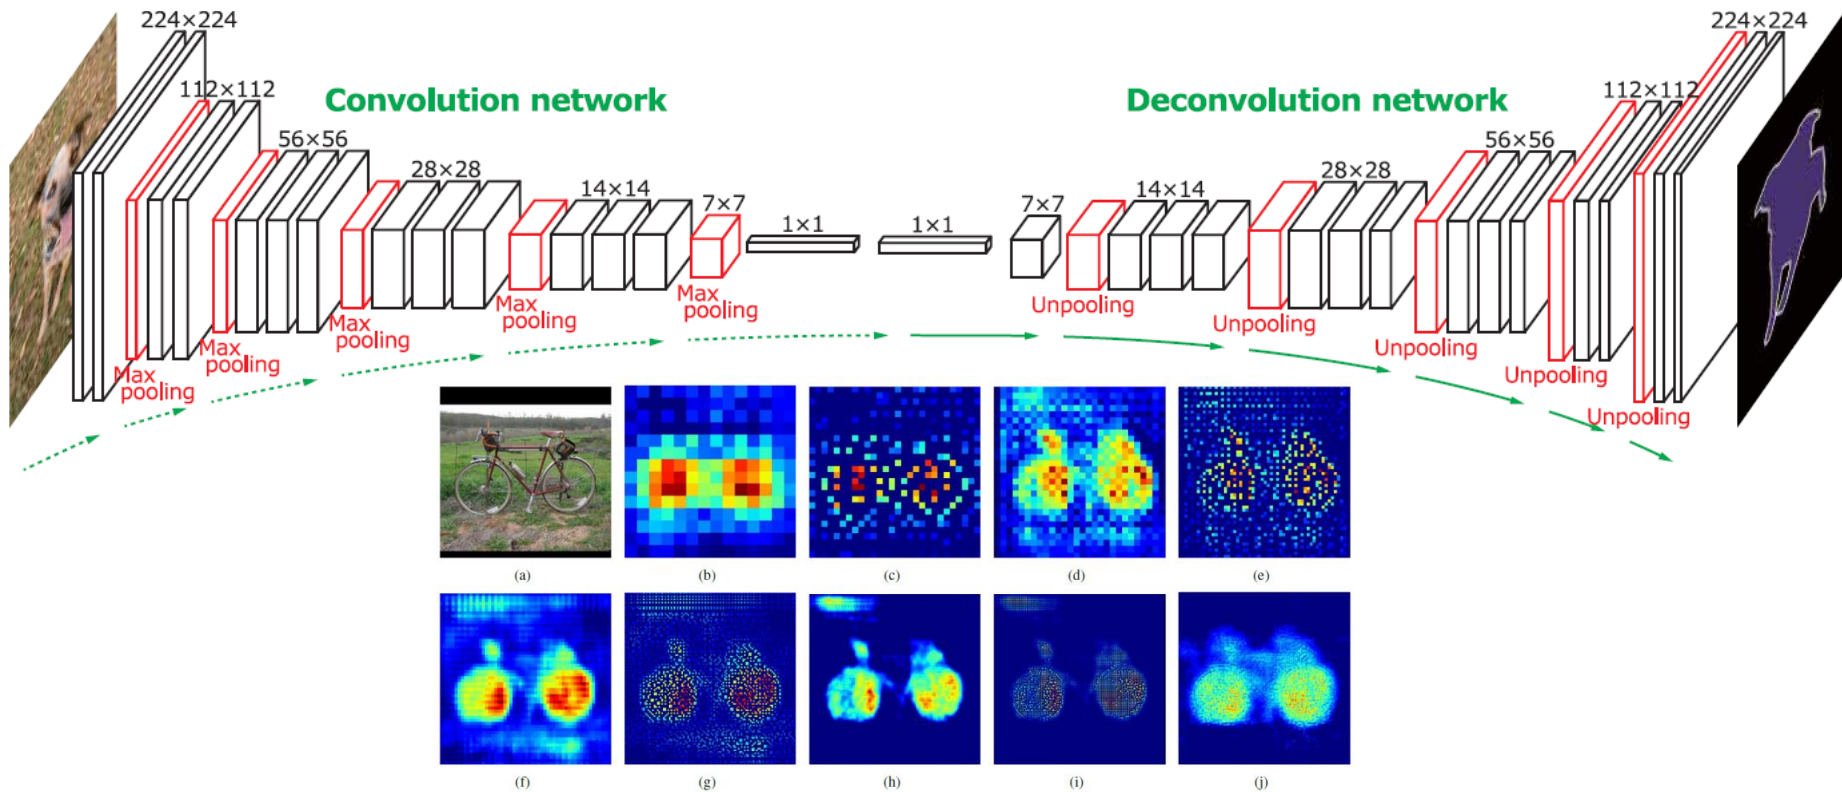 224×224
112×112
56×56
28×28
14×14
7×7
1×1
1×1
7×7
14×14
28×28
56×56
112×112
224×224
Convolution network
Deconvolution network
Max
pooling
Max
pooling
Max
pooling
Max
pooling
Max
pooling
Unpooling
Unpooling
Unpooling
Unpooling
Unpooling
(a)
(b)
(c)
(d)
(e)
(f)
(g)
(h)
(i)
(j)